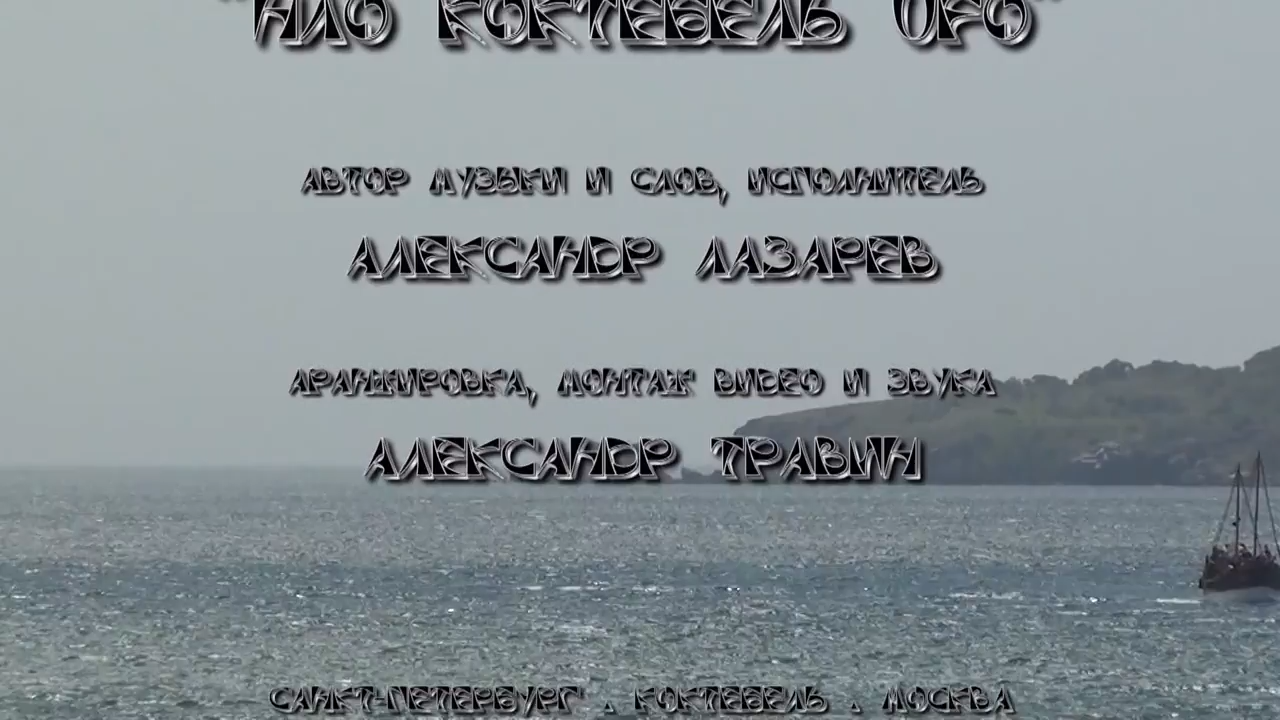 "НЛО КОКТЕБЕЛЬ UFO"
АВТОР МУЗЫКИ И СЛОВ, ИСПОЛНИТЕЛЬ
АЛЕКСАНДР ЛАЗАРЕВ
АРАНЖИРОВКА, МОНТАЖ ВИДЕО И ЗВУКА
АЛЕКСАНДР ТРАВИН
САНКТ-ПЕТЕРБУРГ . КОКТЕБЕЛЬ . МОСКВА